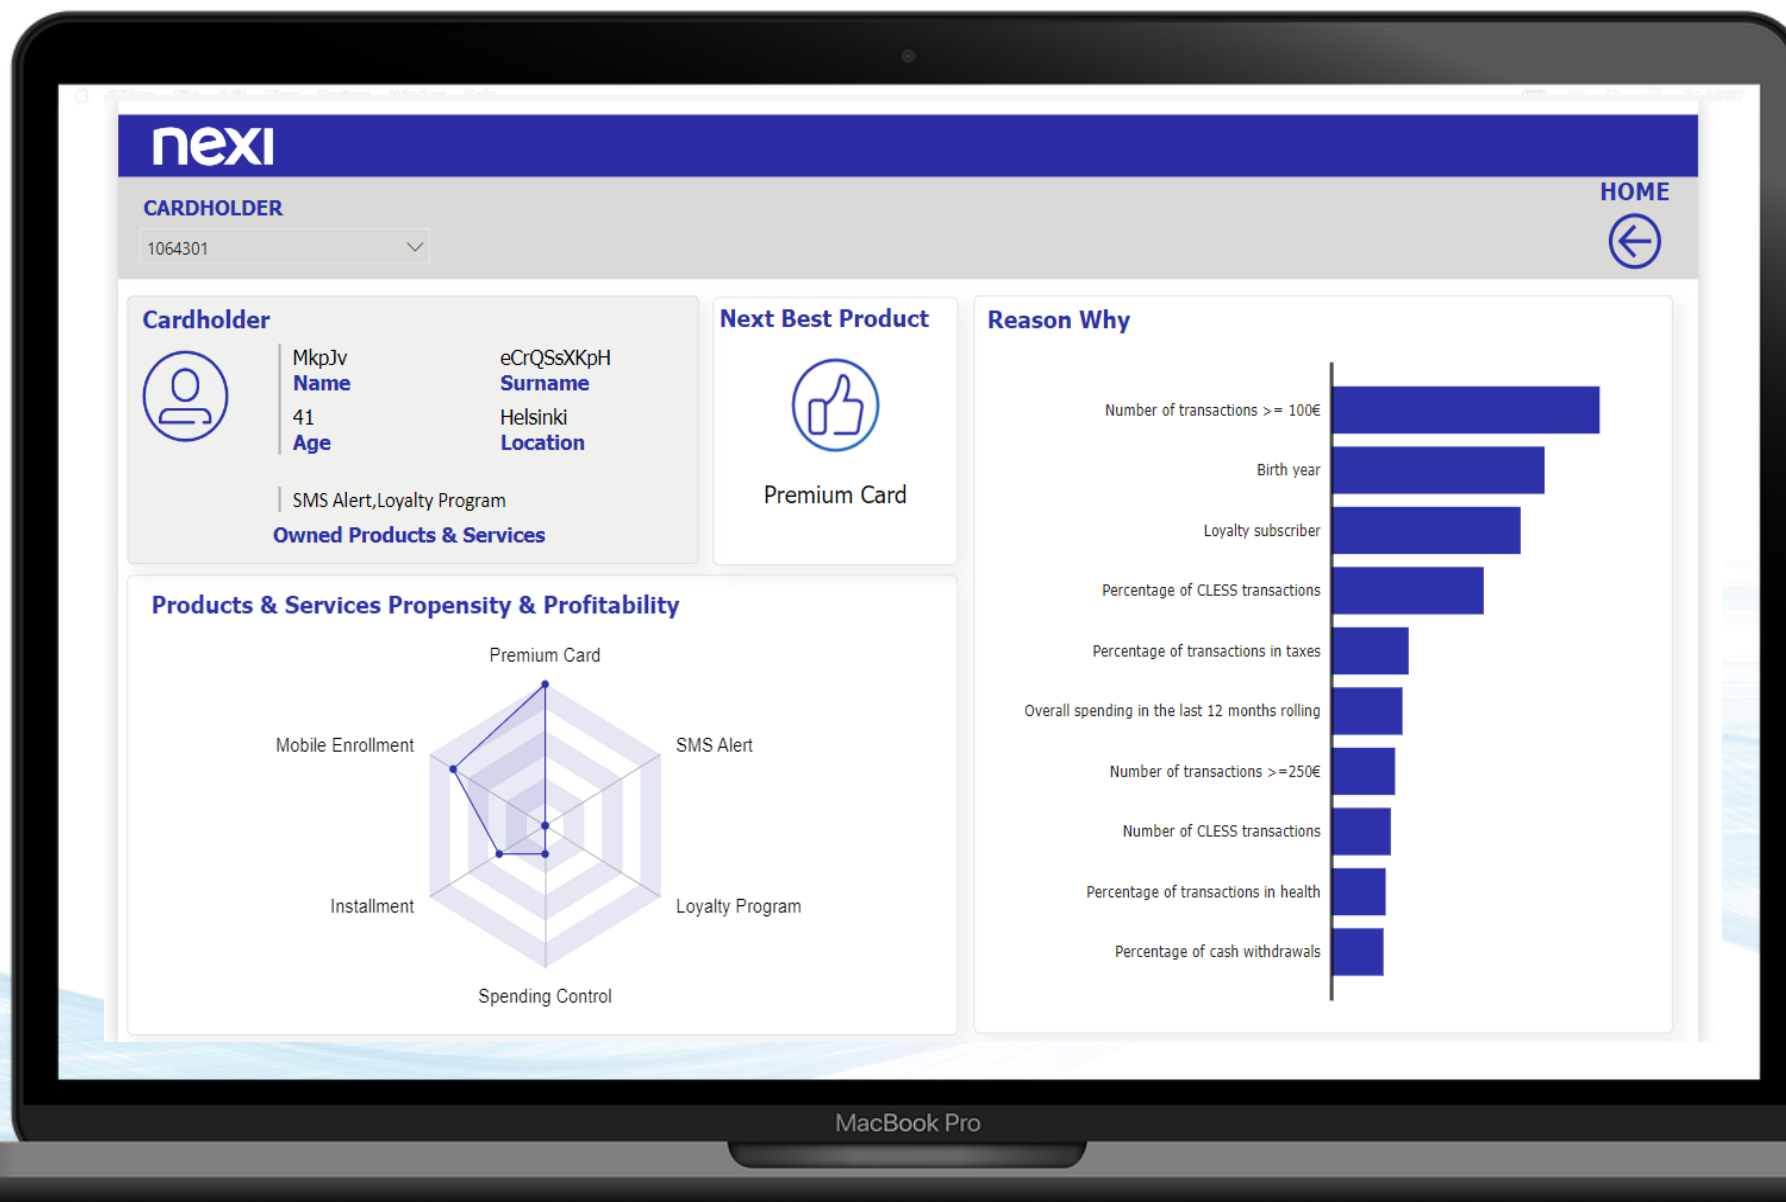 nexi
CARDHOLDER
HOME
1064301
Cardholder
MkpJv
Name
eCrQSsXKpH
Surname
41
Age
Helsinki
Location
SMS Alert,Loyalty Program
Owned Products & Services
Next Best Product
Premium Card
Products & Services Propensity & Profitability
Premium Card
Mobile Enrollment
SMS Alert
Installment
Loyalty Program
Spending Control
Reason Why
Number of transactions >= 100€
Birth year
Loyalty subscriber
Percentage of CLESS transactions
Percentage of transactions in taxes
Overall spending in the last 12 months rolling
Number of transactions >=250€
Number of CLESS transactions
Percentage of transactions in health
Percentage of cash withdrawals
MacBook Pro